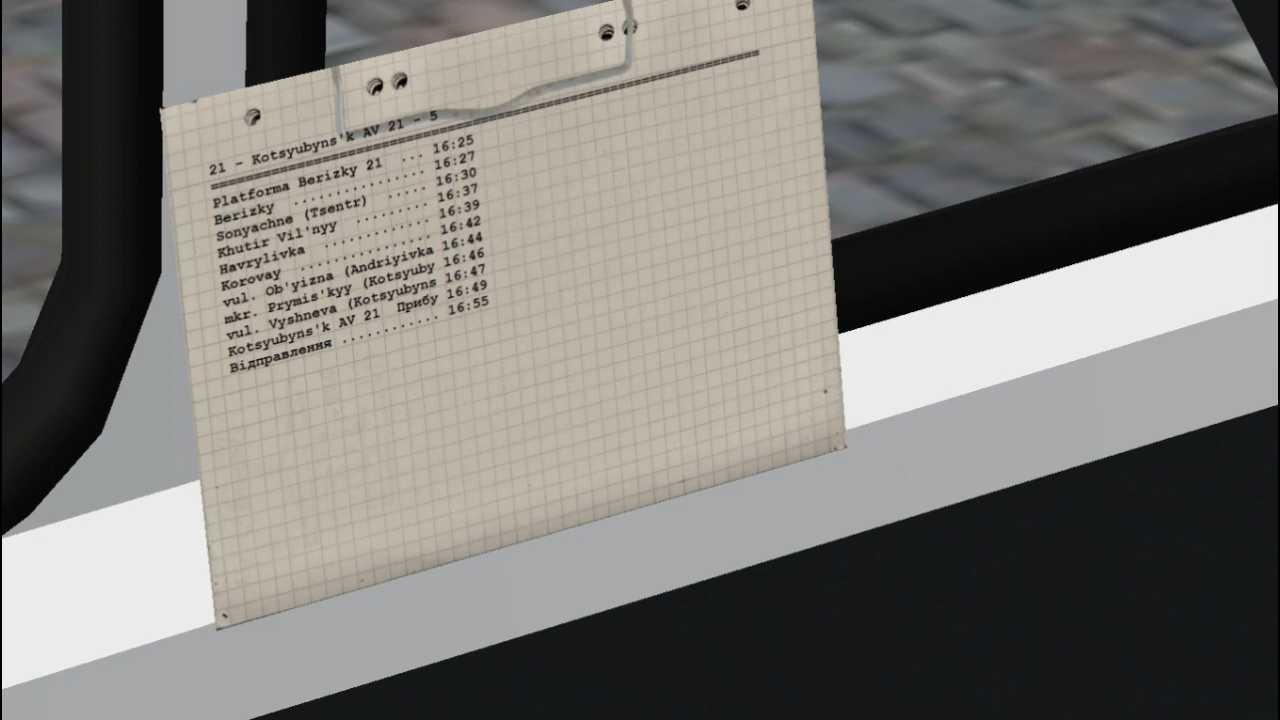 21 - Kotsyubyns'k AV 21 - 5
Platforma Berizky 21 ... 16:25
Berizky ................ 16:27
Sonyachne (Tsentr) ..... 16:30
Khutir Vil'nyy ......... 16:37
Havrylivka ............. 16:39
Korovay ................ 16:42
vul. Ob'yizna (Andriyivka 16:44
mkr. Prymis'kyy (Kotsyuby 16:46
vul. Vyshneva (Kotsyubyns 16:47
Kotsyubyns'k AV 21 Прибу 16:49
Відправлення ............ 16:55